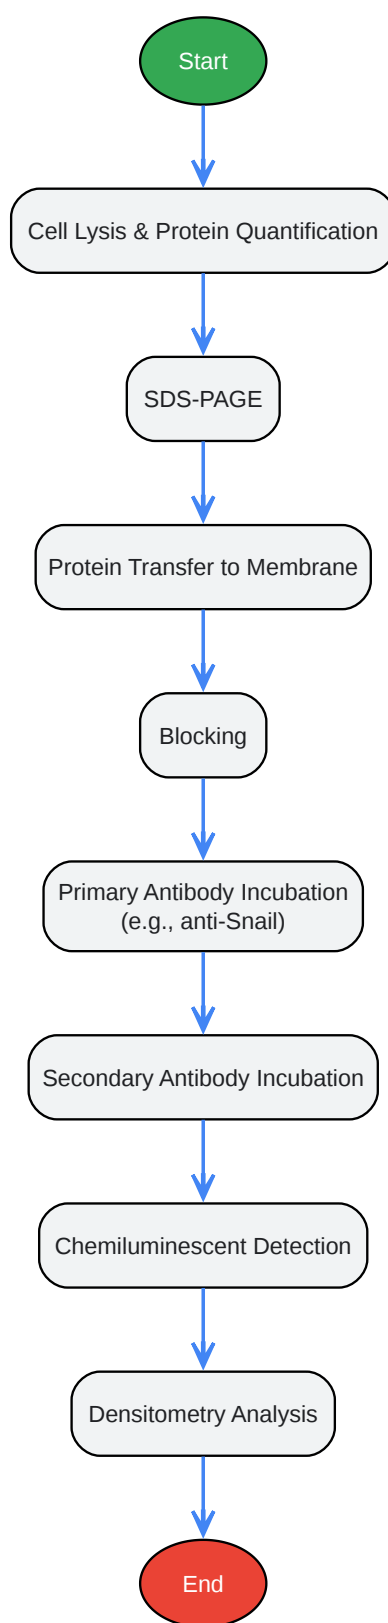 Start
Cell Lysis & Protein Quantification
SDS-PAGE
Protein Transfer to Membrane
Blocking
Primary Antibody Incubation
(e.g., anti-Snail)
Secondary Antibody Incubation
Chemiluminescent Detection
Densitometry Analysis
End